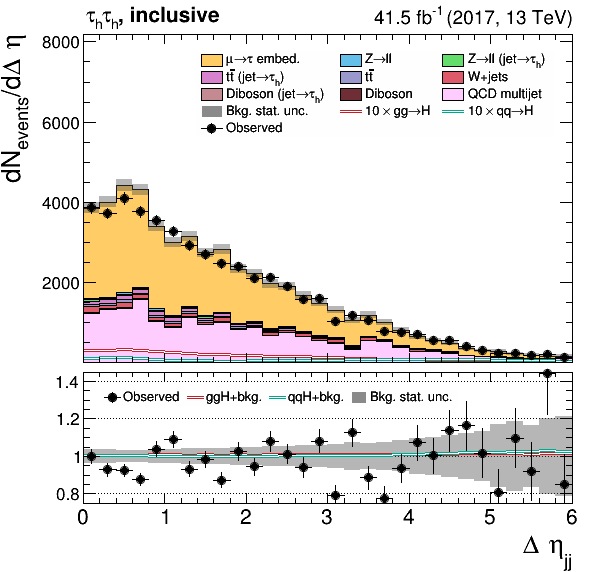 τhτh, inclusive
41.5 fb-1 (2017, 13 TeV)
dNevents/dΔ η
8000
6000
4000
2000
μ→τ embed.
Z→ll
Z→ll (jet→τh)
tt̄ (jet→τh)
tt̄
W+jets
Diboson (jet→τh)
Diboson
QCD multijet
Bkg. stat. unc.
10 × gg→H
10 × qq→H
Observed
1.4
1.2
1
0.8
Observed
ggH+bkg.
qqH+bkg.
Bkg. stat. unc.
0 1 2 3 4 5 6
Δ ηjj